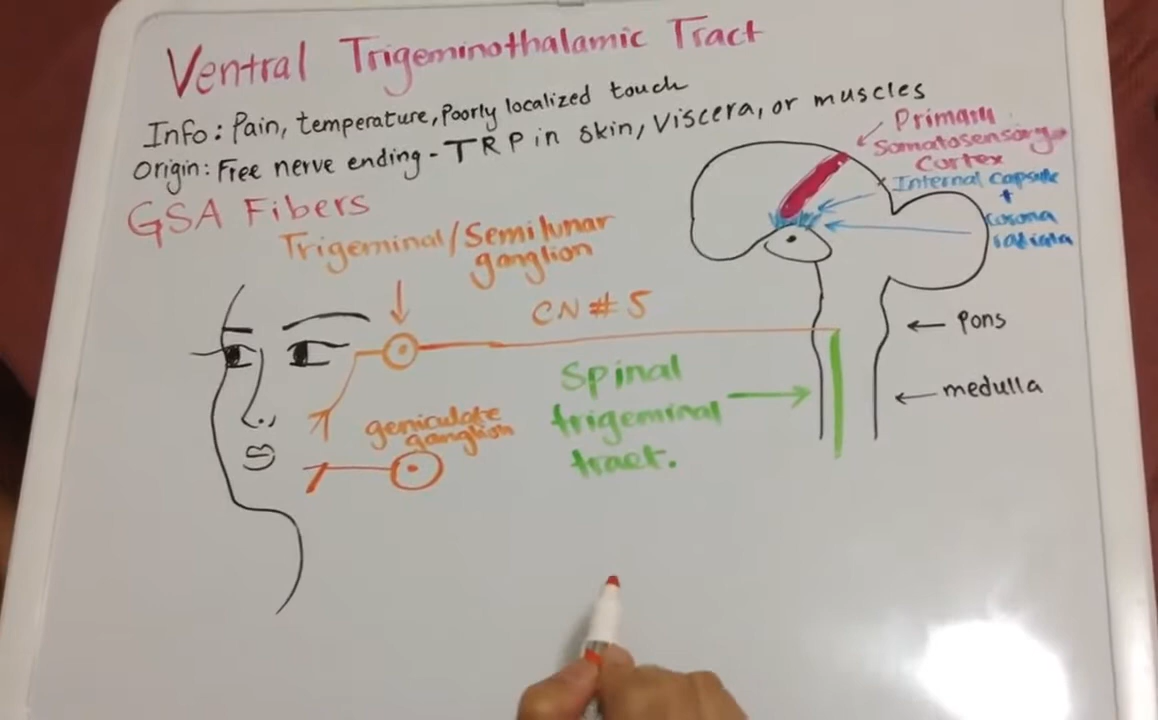 Ventral Trigeminothalamic Tract
Info: Pain, temperature, Poorly localized touch
Origin: Free nerve ending - TRP in skin, Viscera, or muscles
GSA Fibers
Trigeminal/Semilunar
ganglion
CN # 5
geniculate
ganglion
Spinal
trigeminal
tract.
Primary
Somatosensory
Cortex
Internal Capsule
+
Corona
radiata
← Pons
← medulla